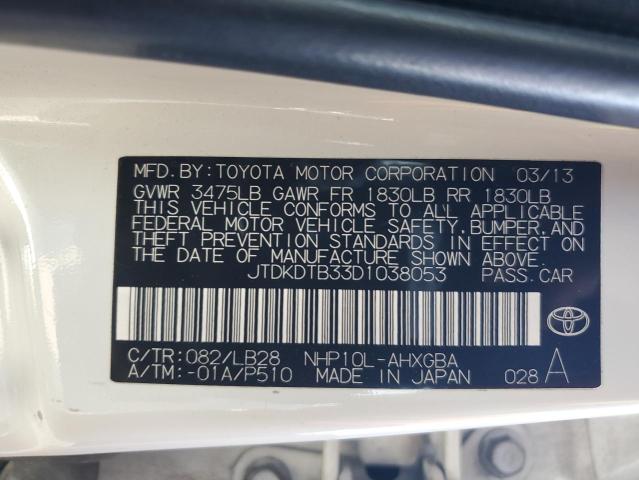 MFD.BY:TOYOTA MOTOR CORPORATION 03/13
GVWR 3475LB GAWR FR 1830LB RR 1830LB
THIS VEHICLE CONFORMS TO ALL APPLICABLE
FEDERAL MOTOR VEHICLE SAFETY,BUMPER,AND
THEFT PREVENTION STANDARDS IN EFFECT ON
THE DATE OF MANUFACTURE SHOWN ABOVE.
JTDKDTB33D1038053 PASS.CAR
C/TR:082/LB28 NHP10L-AHXGBA
A/TM:-01A/P510 MADE IN JAPAN 028 A